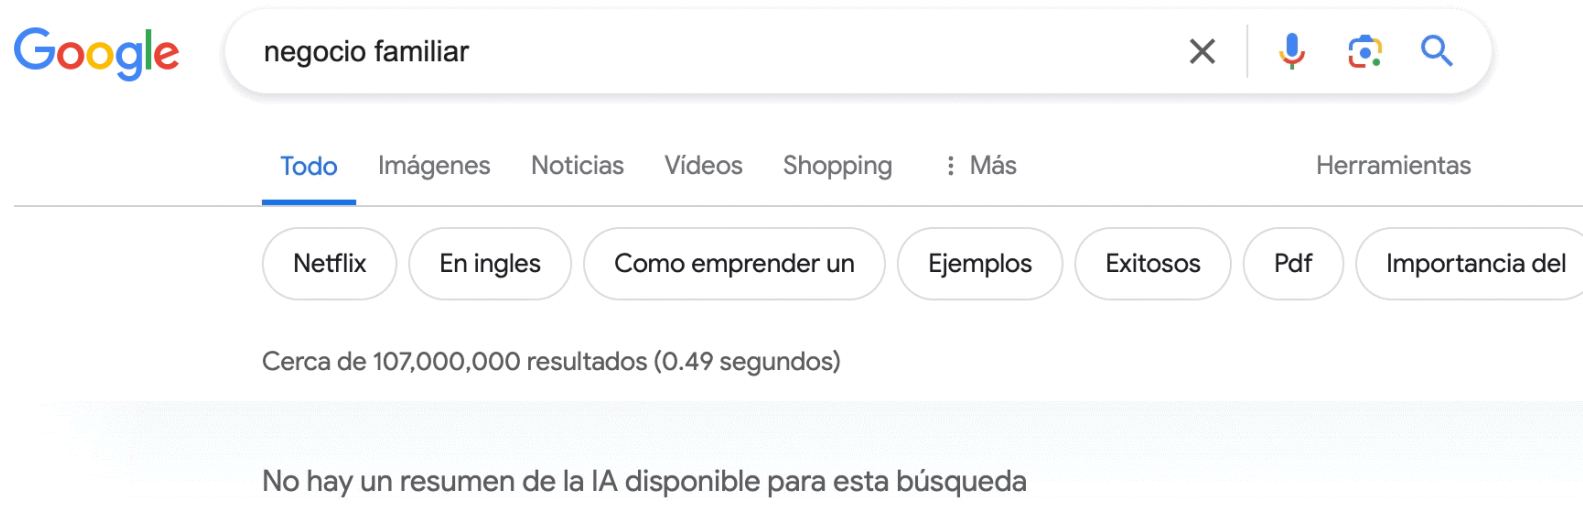 Google
negocio familiar
Todo Imágenes Noticias Vídeos Shopping Más Herramientas
Netflix En ingles Como emprender un Ejemplos Exitosos Pdf Importancia del
Cerca de 107,000,000 resultados (0.49 segundos)
No hay un resumen de la IA disponible para esta búsqueda